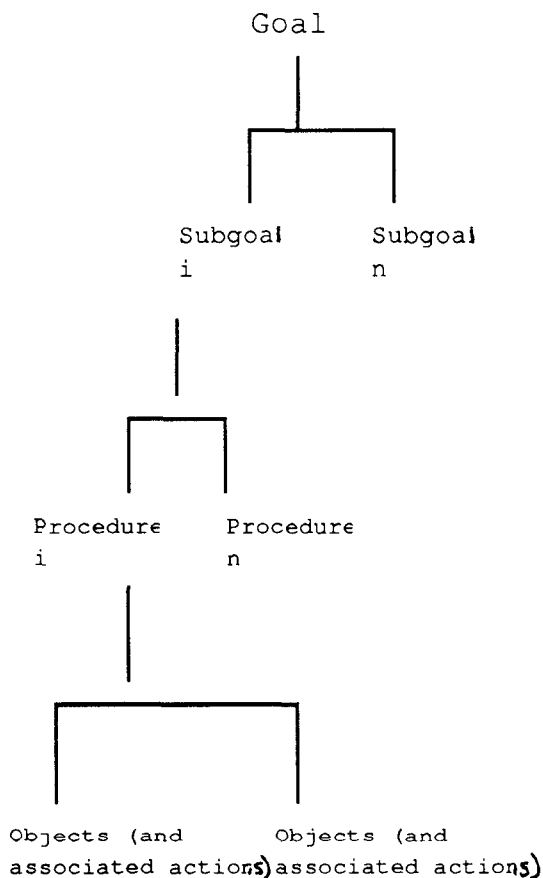 Goal
Subgoal Subgoal
i n
Procedure Procedure
i n
Objects (and Objects (and
associated actions) associated actions)